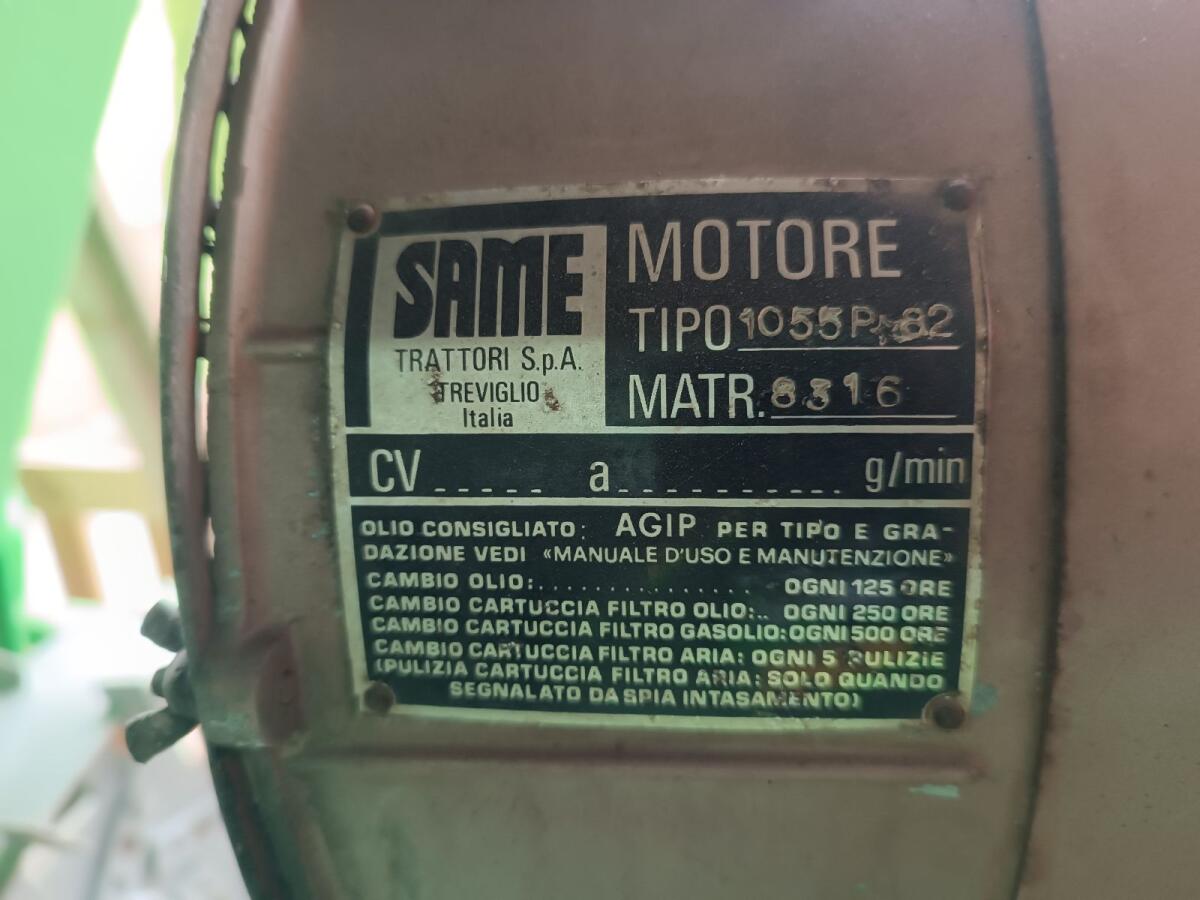 SAME
TRATTORI S.p.A.
TREVIGLIO
Italia
MOTORE
TIPO 1055P
MATR. 8316
CV _ _ _ _ _ a _ _ _ _ _ _ _ _ _ _ g/min
OLIO CONSIGLIATO: AGIP PER TIPO E GRA-
DAZIONE VEDI «MANUALE D'USO E MANUTENZIONE»
CAMBIO OLIO:............... OGNI 125 ORE
CAMBIO CARTUCCIA FILTRO OLIO:.. OGNI 250 ORE
CAMBIO CARTUCCIA FILTRO GASOLIO: OGNI 500 ORE
CAMBIO CARTUCCIA FILTRO ARIA: OGNI 5 PULIZIE
(PULIZIA CARTUCCIA FILTRO ARIA: SOLO QUANDO
SEGNALATO DA SPIA INTASAMENTO)